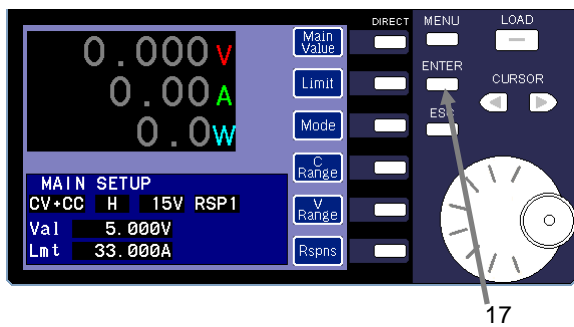 0.000V
0.00A
0.0W
MAIN SETUP
CV+CC H 15V RSP1
Val 5.000V
Lmt 33.000A
Main
Value
Limit
Mode
C
Range
V
Range
Rspns
DIRECT
MENU
LOAD
ENTER
CURSOR
ES
17